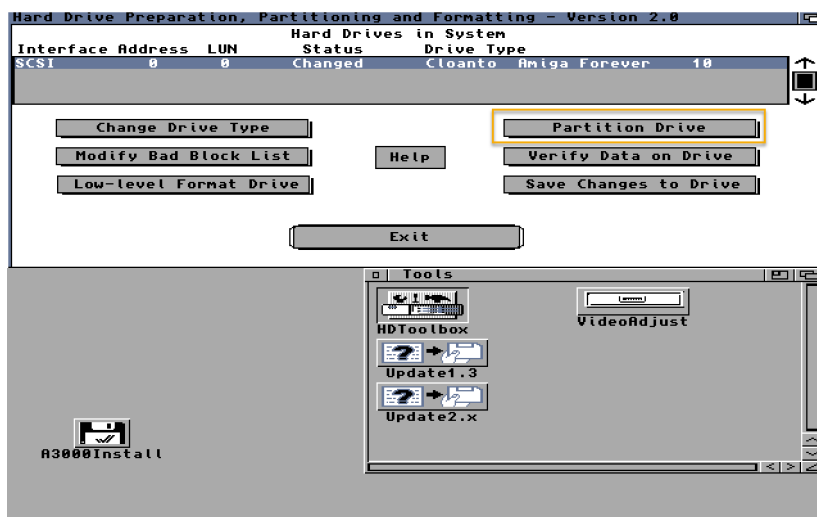 Hard Drive Preparation, Partitioning and Formatting - Version 2.0
Hard Drives in System
Interface Address LUN Status Drive Type
SCSI 0 0 Changed Cloanto Amiga Forever 10
Change Drive Type
Partition Drive
Modify Bad Block List
Help
Verify Data on Drive
Low-level Format Drive
Save Changes to Drive
Exit
Tools
HDToolbox
VideoAdjust
Update1.3
Update2.x
A3000Install